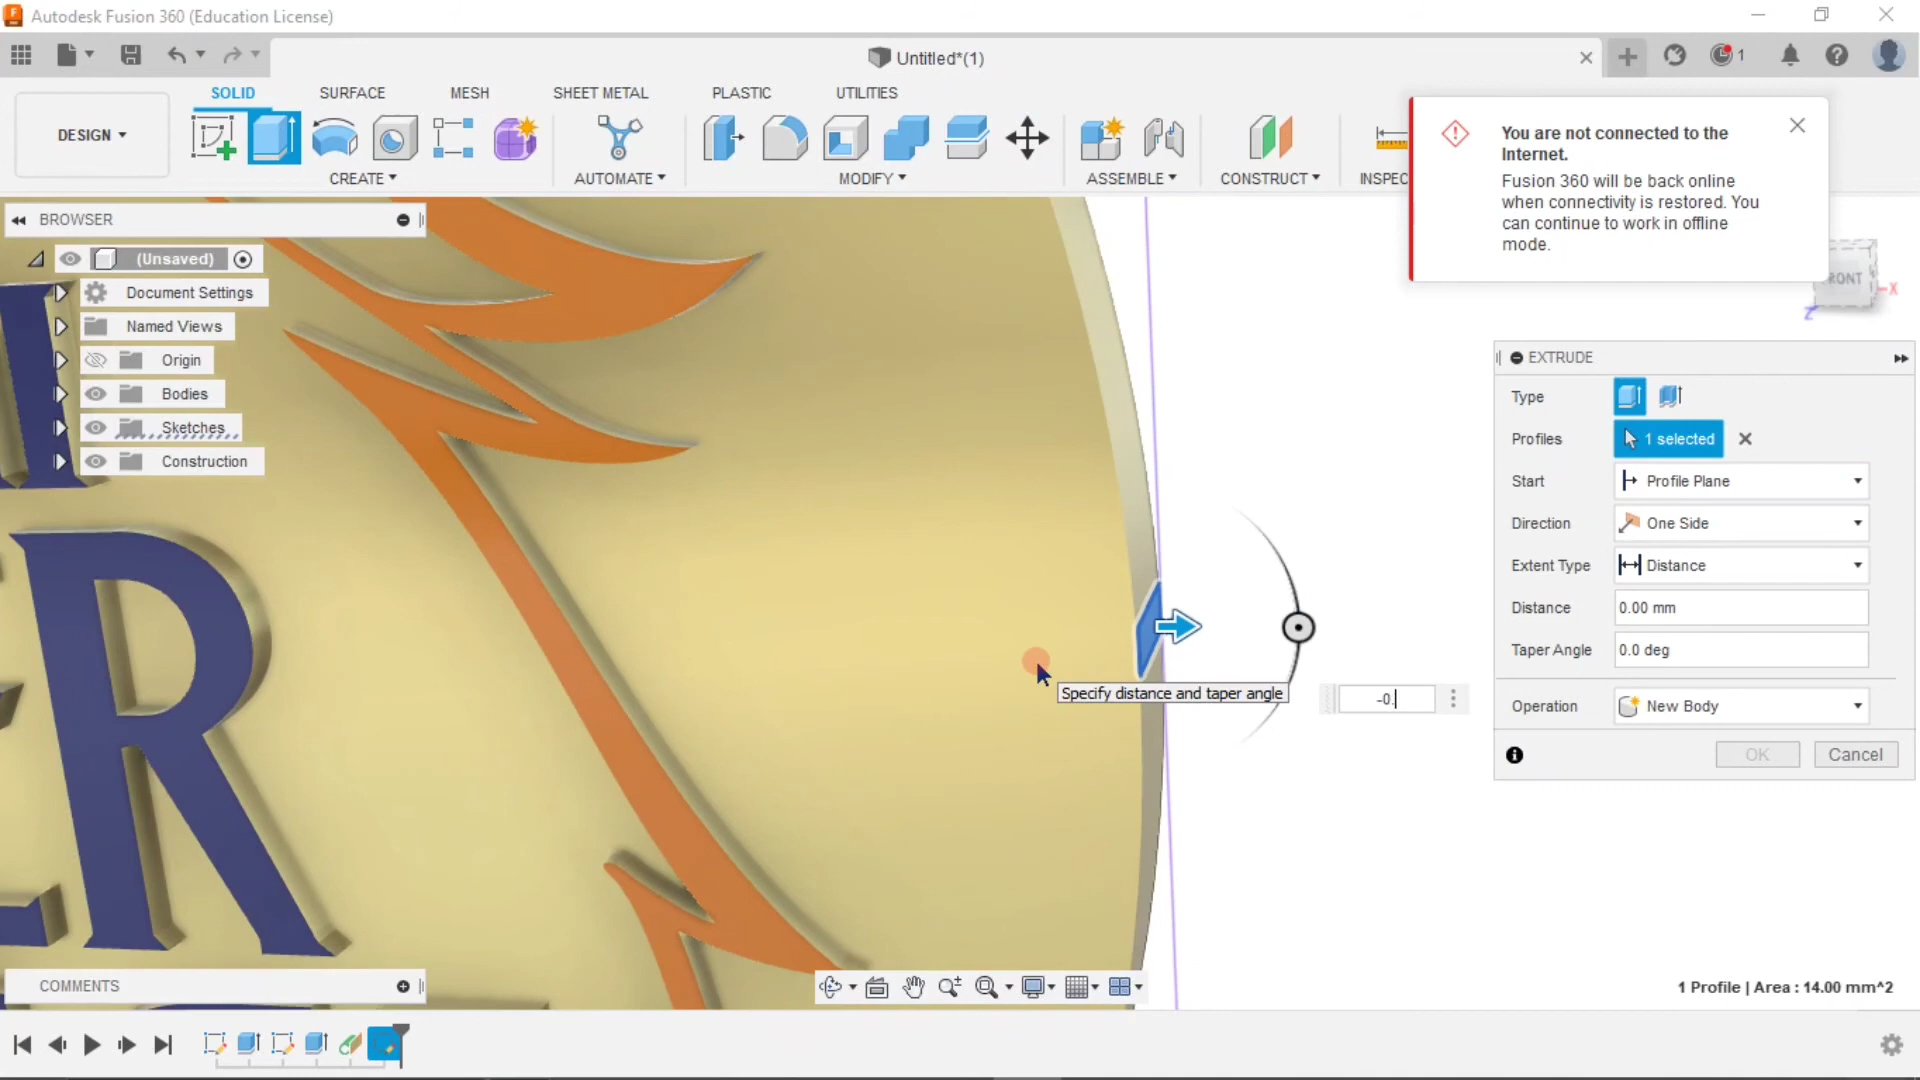 Autodesk Fusion 360 (Education License)
Untitled*(1)
1
SOLID
SURFACE
MESH
SHEET METAL
PLASTIC
UTILITIES
DESIGN
CREATE
AUTOMATE
MODIFY
ASSEMBLE
CONSTRUCT
INSPEC
You are not connected to the
Internet.
Fusion 360 will be back online
when connectivity is restored. You
can continue to work in offline
mode.
BROWSER
(Unsaved)
Document Settings
Named Views
Origin
Bodies
Sketches
Construction
RONT
X
Z
EXTRUDE
Type
Profiles
1 selected
Start
Profile Plane
Direction
One Side
Extent Type
Distance
Distance
0.00 mm
Taper Angle
0.0 deg
Operation
New Body
OK
Cancel
Specify distance and taper angle
-0.
R
COMMENTS
1 Profile | Area : 14.00 mm^2